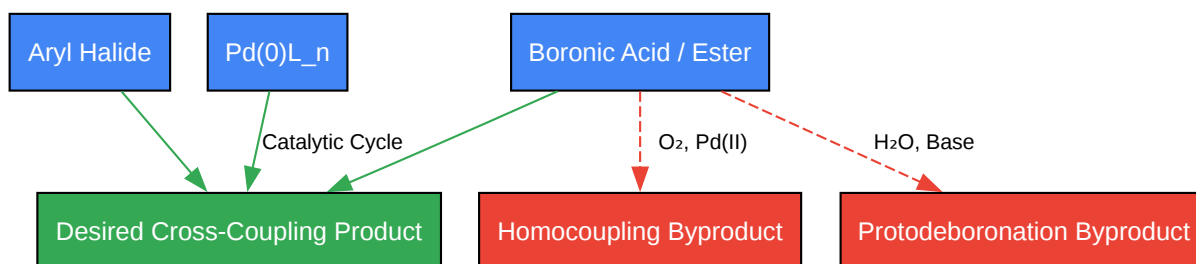 Aryl Halide
Pd(0)L_n
Boronic Acid / Ester
Catalytic Cycle
O₂, Pd(II)
H₂O, Base
Desired Cross-Coupling Product
Homocoupling Byproduct
Protodeboronation Byproduct